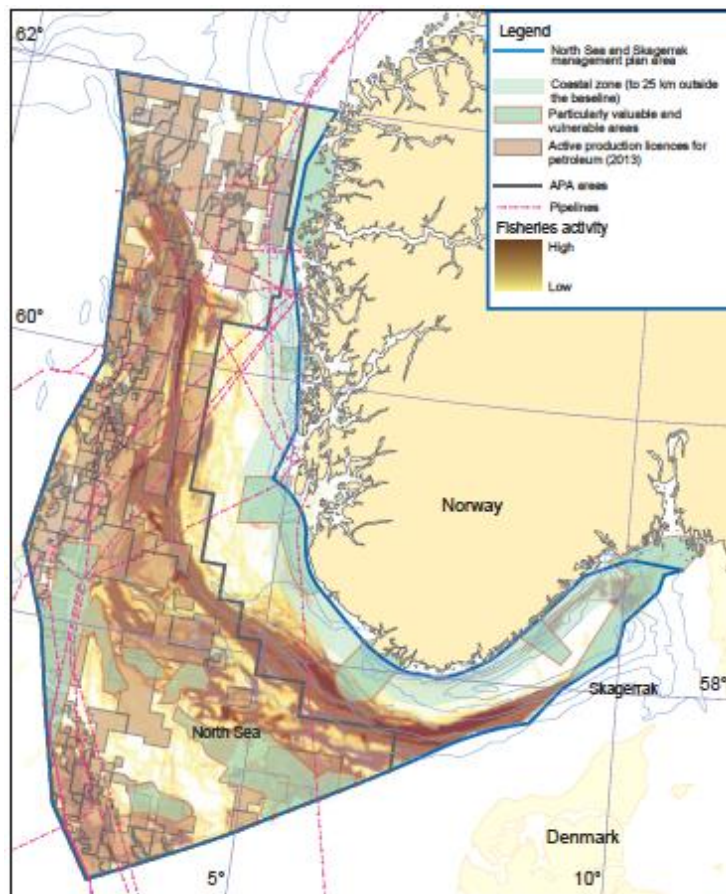 62°
Legend
North Sea and Skagerrak
management plan area
Coastal zone (to 25 km outside
the baseline)
Particularly valuable and
vulnerable areas
Active production licences for
petroleum (2013)
APA areas
Pipelines
Fisheries activity
High
Low
60°
Norway
58°
Skagerrak
North Sea
Denmark
5°
10°